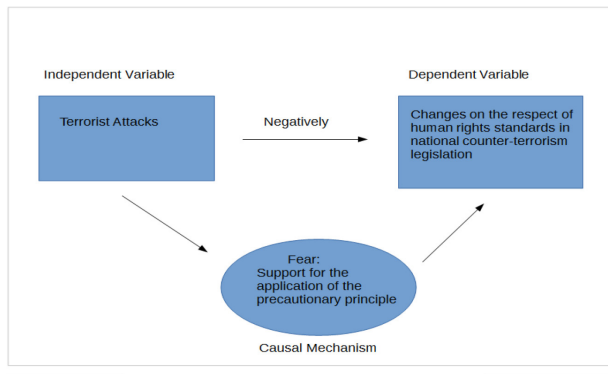 Independent Variable
Dependent Variable
Terrorist Attacks
Negatively
Changes on the respect of
human rights standards in
national counter-terrorism
legislation
Fear:
Support for the
application of the
precautionary principle
Causal Mechanism